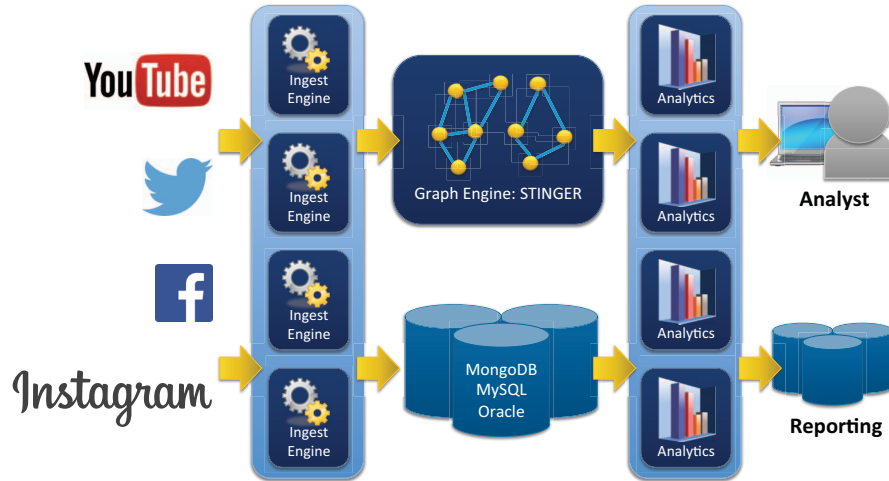 YouTube
Instagram
Ingest
Engine
Ingest
Engine
Ingest
Engine
Ingest
Engine
Graph Engine: STINGER
MongoDB
MySQL
Oracle
Analytics
Analytics
Analytics
Analytics
Analyst
Reporting